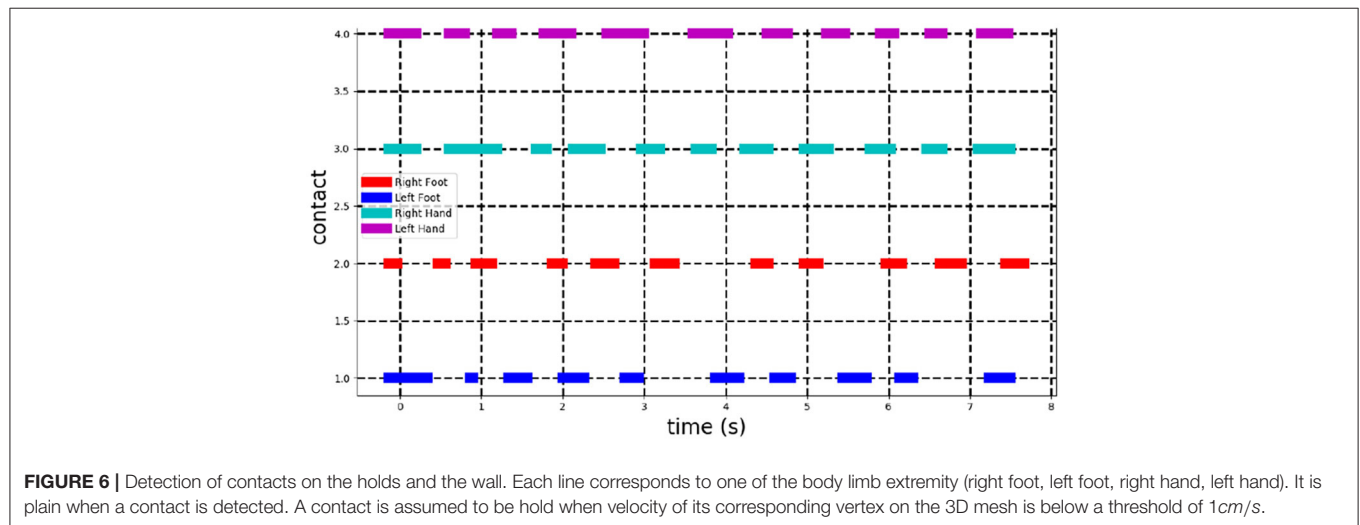 4.0
3.5
3.0
2.5
2.0
1.5
1.0
contact
Right Foot
Left Foot
Right Hand
Left Hand
0 1 2 3 4 5 6 7 8
time (s)
FIGURE 6 | Detection of contacts on the holds and the wall. Each line corresponds to one of the body limb extremity (right foot, left foot, right hand, left hand). It is
plain when a contact is detected. A contact is assumed to be hold when velocity of its corresponding vertex on the 3D mesh is below a threshold of 1cm/s.